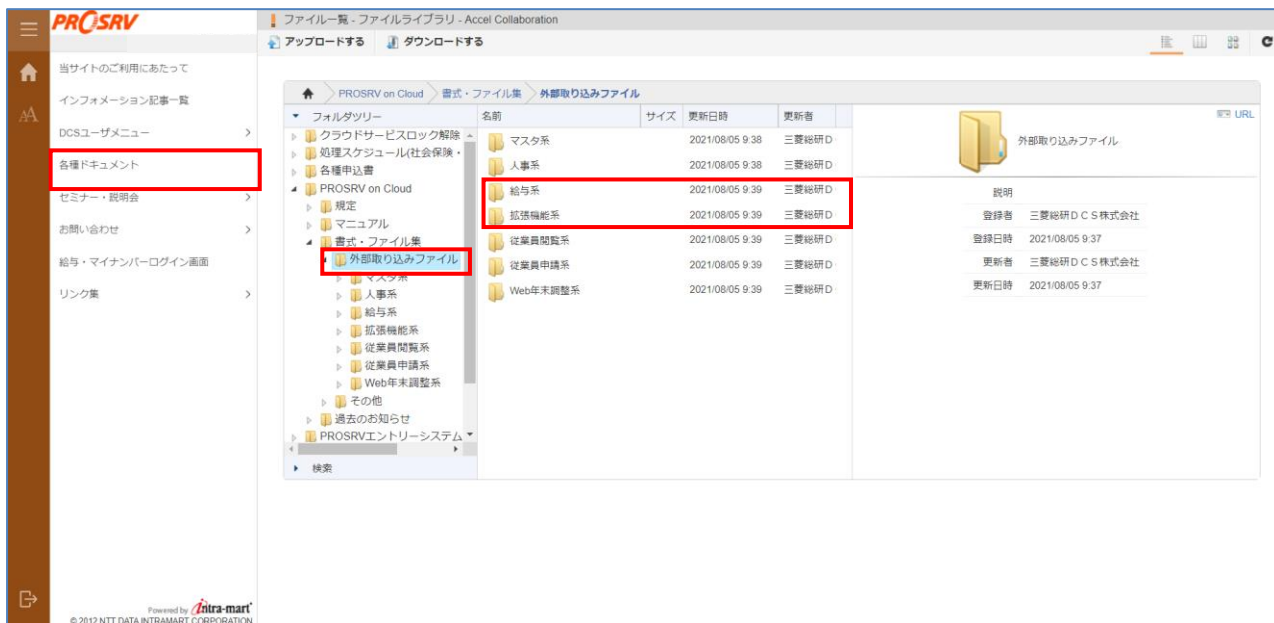 PROSRV
ファイル一覧 - ファイルライブラリ - Accel Collaboration
アップロードする ダウンロードする
当サイトのご利用にあたって
インフォメーション記事一覧
DCSユーザメニュー
各種ドキュメント
セミナー・説明会
お問い合わせ
給与・マイナンバーログイン画面
リンク集
Powered by intra-mart
© 2012 NTT DATA INTRAMART CORPORATION
PROSRV on Cloud 書式・ファイル集 外部取り込みファイル
フォルダツリー
クラウドサービスロック解除
処理スケジュール(社会保険・
各種申込書
PROSRV on Cloud
規定
マニュアル
書式・ファイル集
外部取り込みファイル
マスタ系
人事系
給与系
拡張機能系
従業員閲覧系
従業員申請系
Web年末調整系
その他
過去のお知らせ
PROSRVエントリーシステム
検索
名前 サイズ 更新日時 更新者
マスタ系 2021/08/05 9:38 三菱総研D
人事系 2021/08/05 9:38 三菱総研D
給与系 2021/08/05 9:39 三菱総研D
拡張機能系 2021/08/05 9:39 三菱総研D
従業員閲覧系 2021/08/05 9:39 三菱総研D
従業員申請系 2021/08/05 9:39 三菱総研D
Web年末調整系 2021/08/05 9:39 三菱総研D
URL
外部取り込みファイル
説明
登録者 三菱総研DCS株式会社
登録日時 2021/08/05 9:37
更新者 三菱総研DCS株式会社
更新日時 2021/08/05 9:37